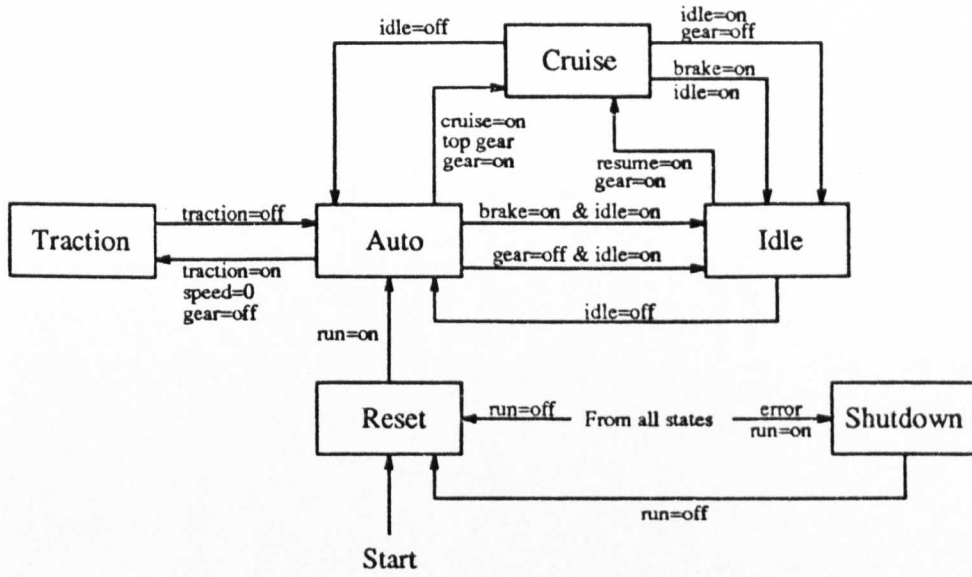 idle=off
Cruise
idle=on
gear=off
brake=on
idle=on
cruise=on
top gear
gear=on
resume=on
gear=on
Traction
traction=off
Auto
brake=on & idle=on
gear=off & idle=on
Idle
traction=on
speed=0
gear=off
idle=off
run=on
Reset
run=off
From all states
error
run=on
Shutdown
run=off
Start